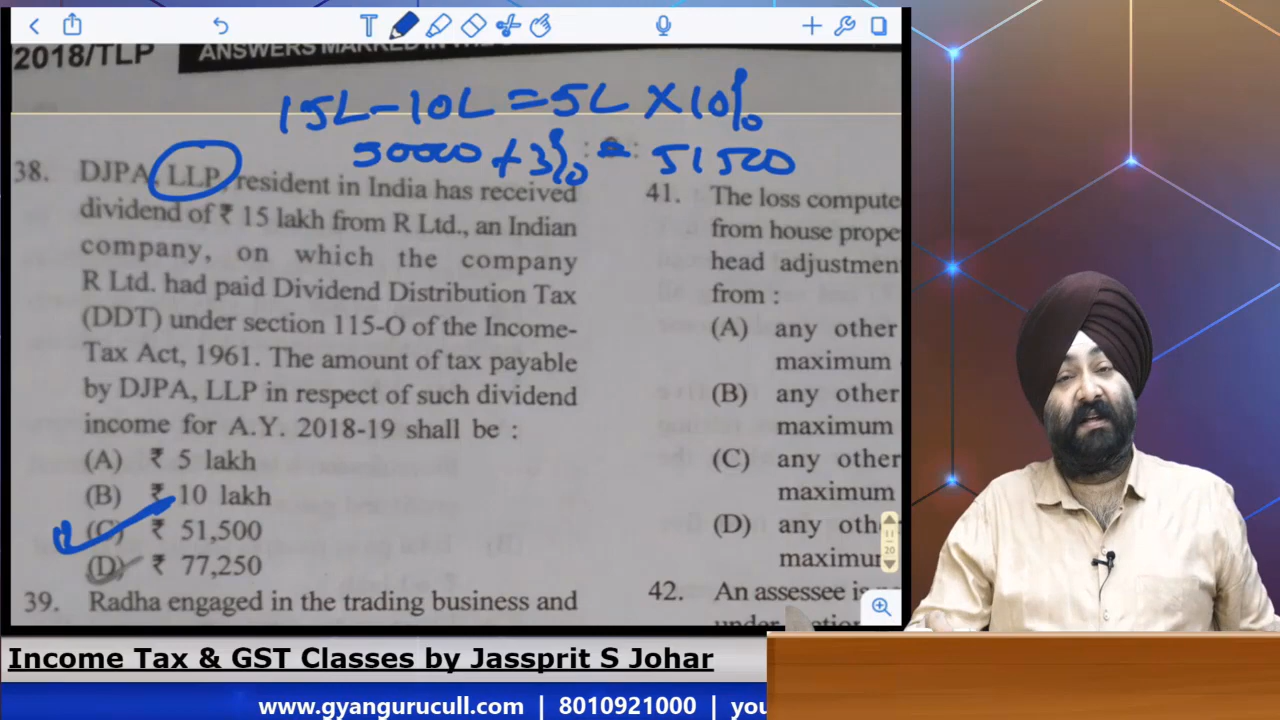 2018/TLP
15L - 10L = 5L X 10%
50000 + 3% = 51500
38. DJPA, LLP, resident in India has received
dividend of ₹ 15 lakh from R Ltd., an Indian
company, on which the company
R Ltd. had paid Dividend Distribution Tax
(DDT) under section 115-O of the Income-
Tax Act, 1961. The amount of tax payable
by DJPA, LLP in respect of such dividend
income for A.Y. 2018-19 shall be :
(A) ₹ 5 lakh
(B) ₹ 10 lakh
(C) ₹ 51,500
(D) ₹ 77,250
39. Radha engaged in the trading business and
41. The loss compute
from house prope
head adjustmen
from :
(A) any other
maximum
(B) any other
maximum
(C) any other
maximum
(D) any oth
maximum
42. An assessee is
under
11
20
Income Tax & GST Classes by Jassprit S Johar
www.gyangurucull.com | 8010921000 | you